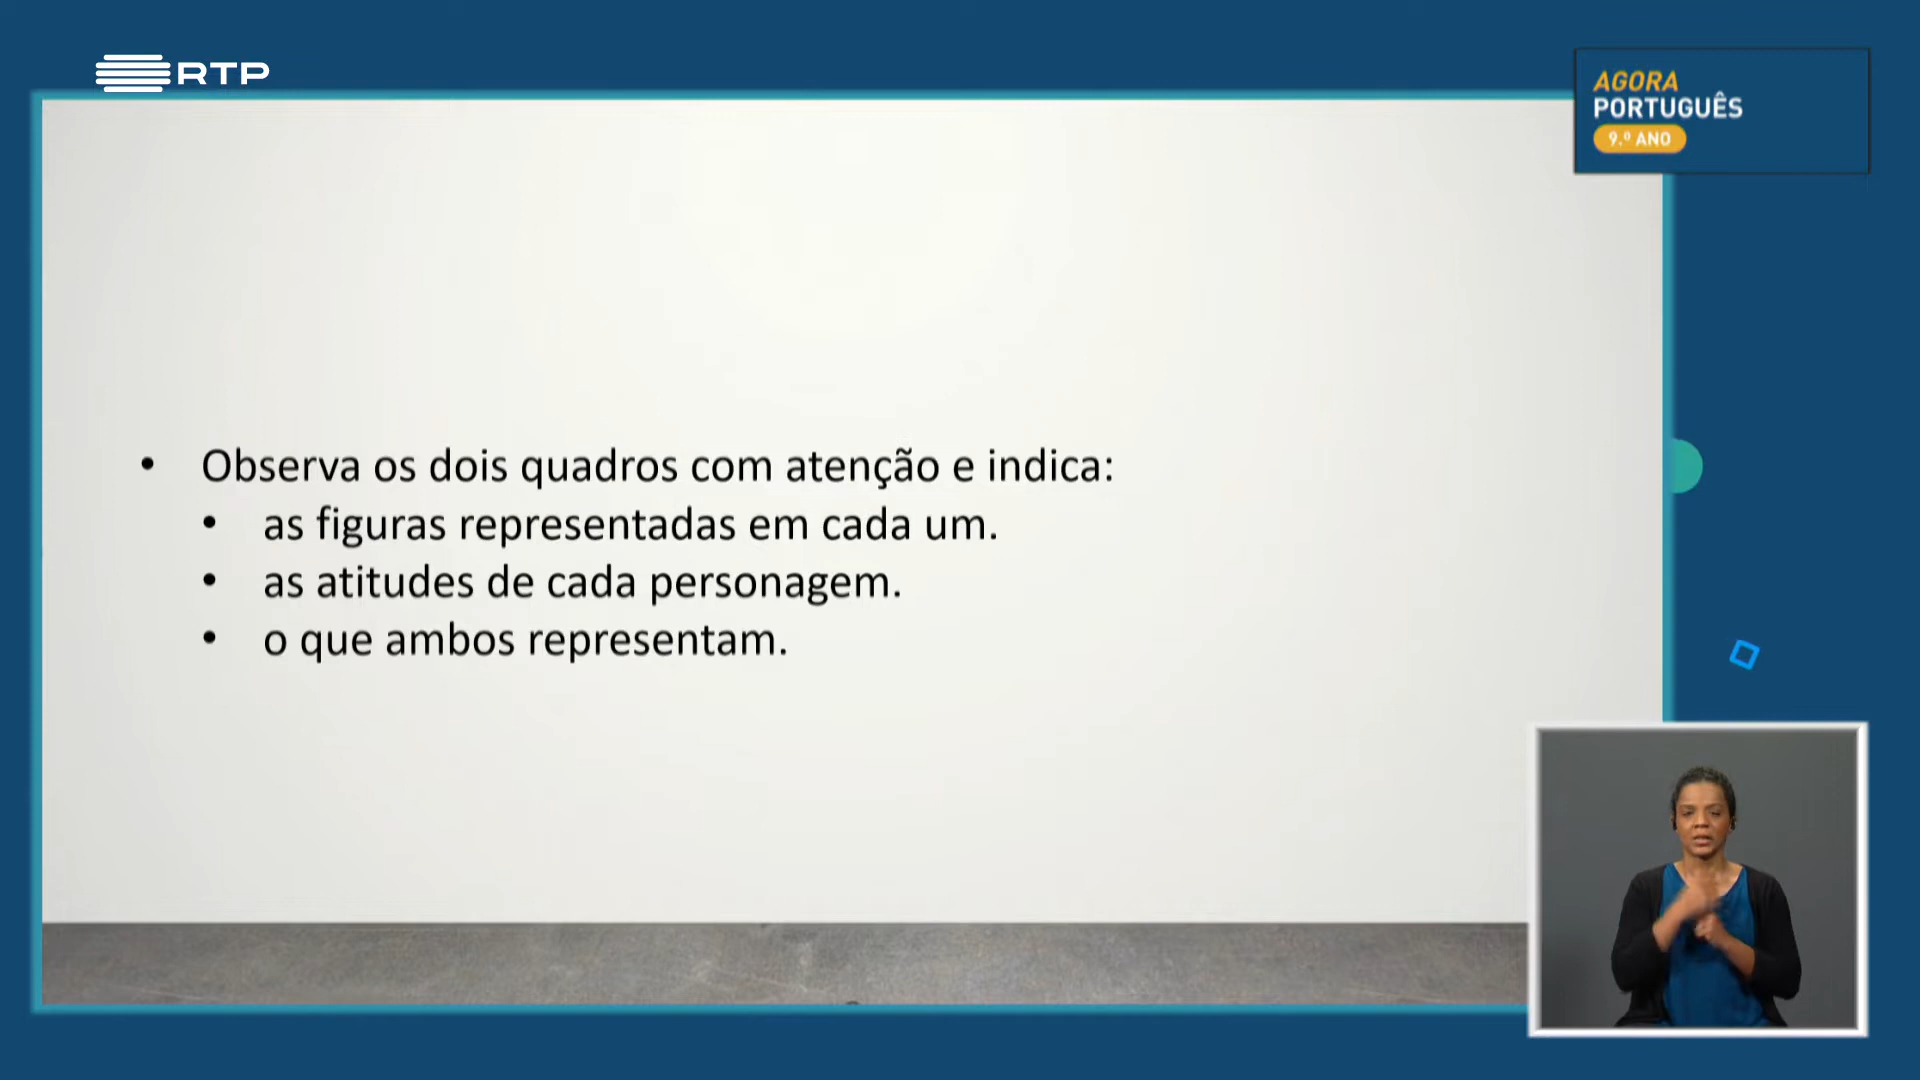 RTP
AGORA
PORTUGUÊS
9.º ANO
• Observa os dois quadros com atenção e indica:
• as figuras representadas em cada um.
• as atitudes de cada personagem.
• o que ambos representam.